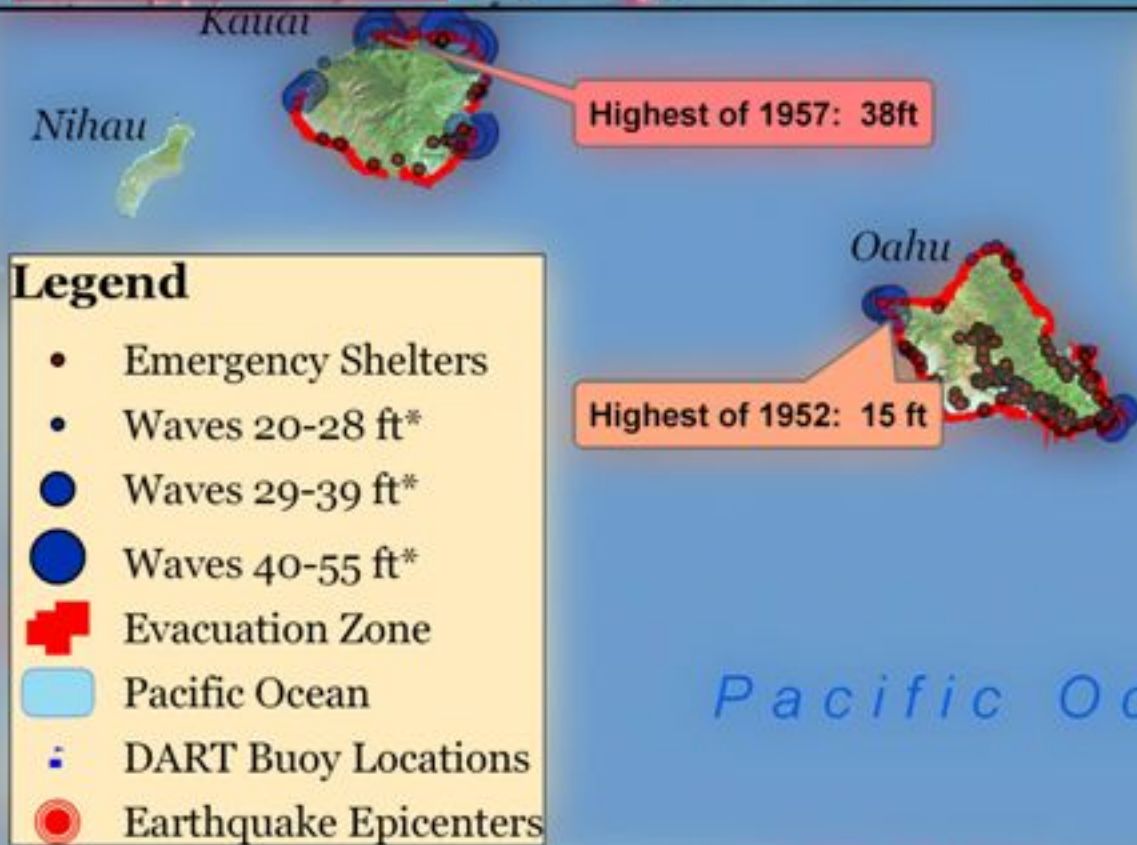 Kauai
Highest of 1957: 38ft
Nihau
Oahu
Highest of 1952: 15 ft
Legend
Emergency Shelters
Waves 20-28 ft*
Waves 29-39 ft*
Waves 40-55 ft*
Evacuation Zone
Pacific Ocean
DART Buoy Locations
Earthquake Epicenters
Pacific Oc